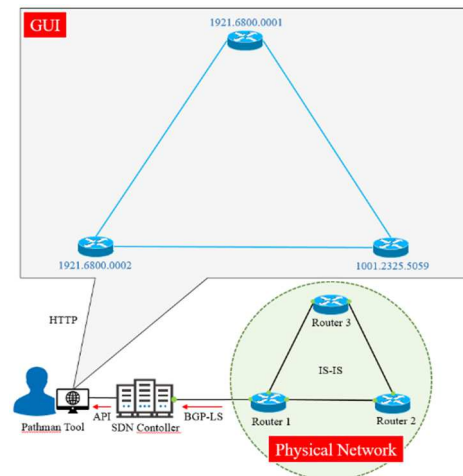 GUI
1921.6800.0001
1921.6800.0002
1001.2325.5059
HTTP
Router 3
IS-IS
Pathman Tool
API
SDN Contoller
BGP-LS
Router 1
Router 2
Physical Network